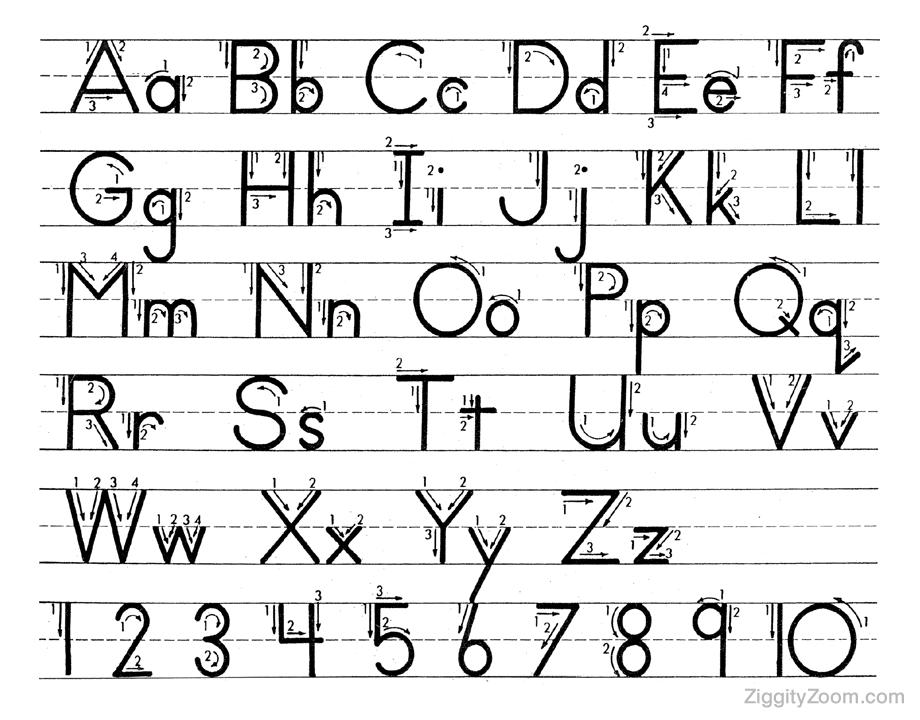 Aa Bb Cc Dd Ee Ff
Gg Hh Ii Jj Kk Ll
Mm Nn Oo Pp Qq
Rr Ss Tt Uu Vv
Ww Xx Yy Zz
1 2 3 4 5 6 7 8 9 10
ZiggityZoom.com